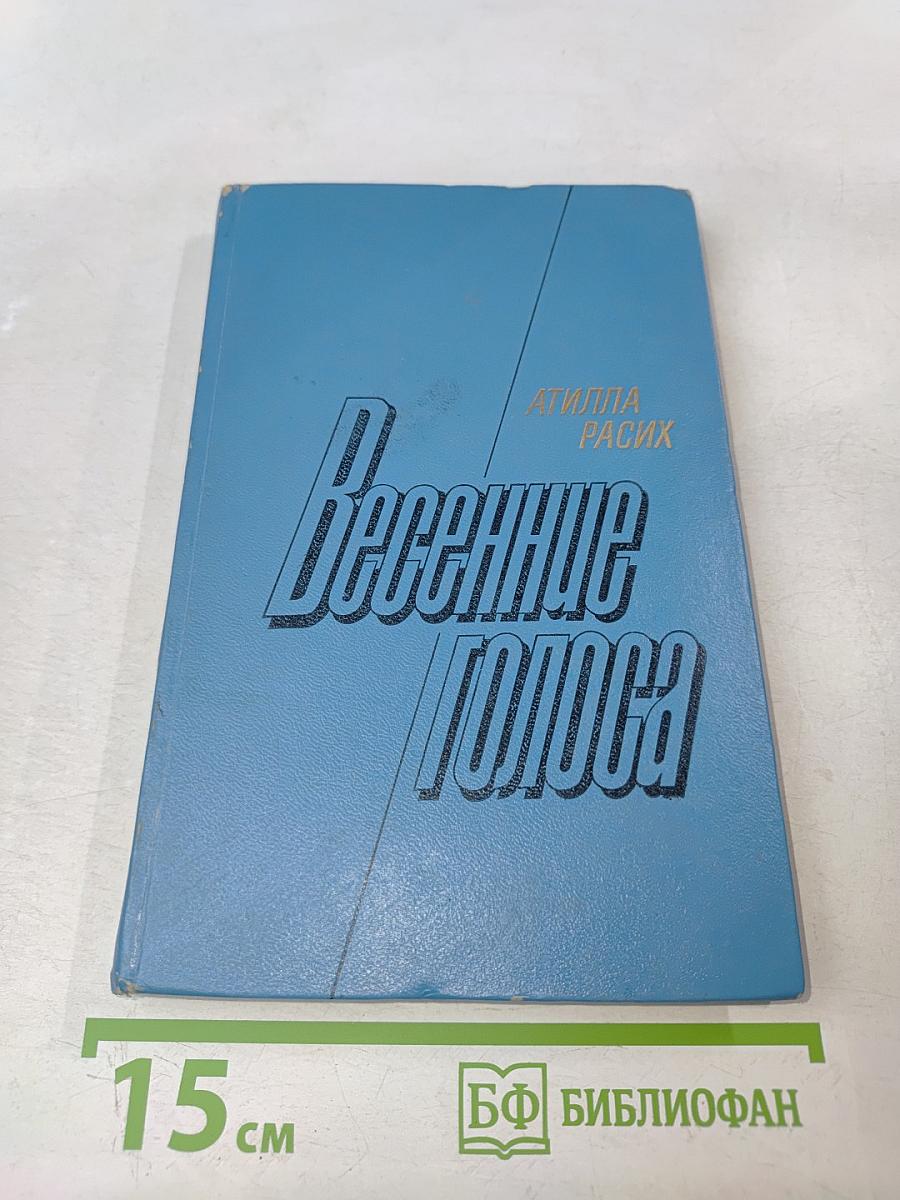 АТИЛЛА
РАСИХ
Весенние
голоса
15 см
БФ БИБЛИОФАН